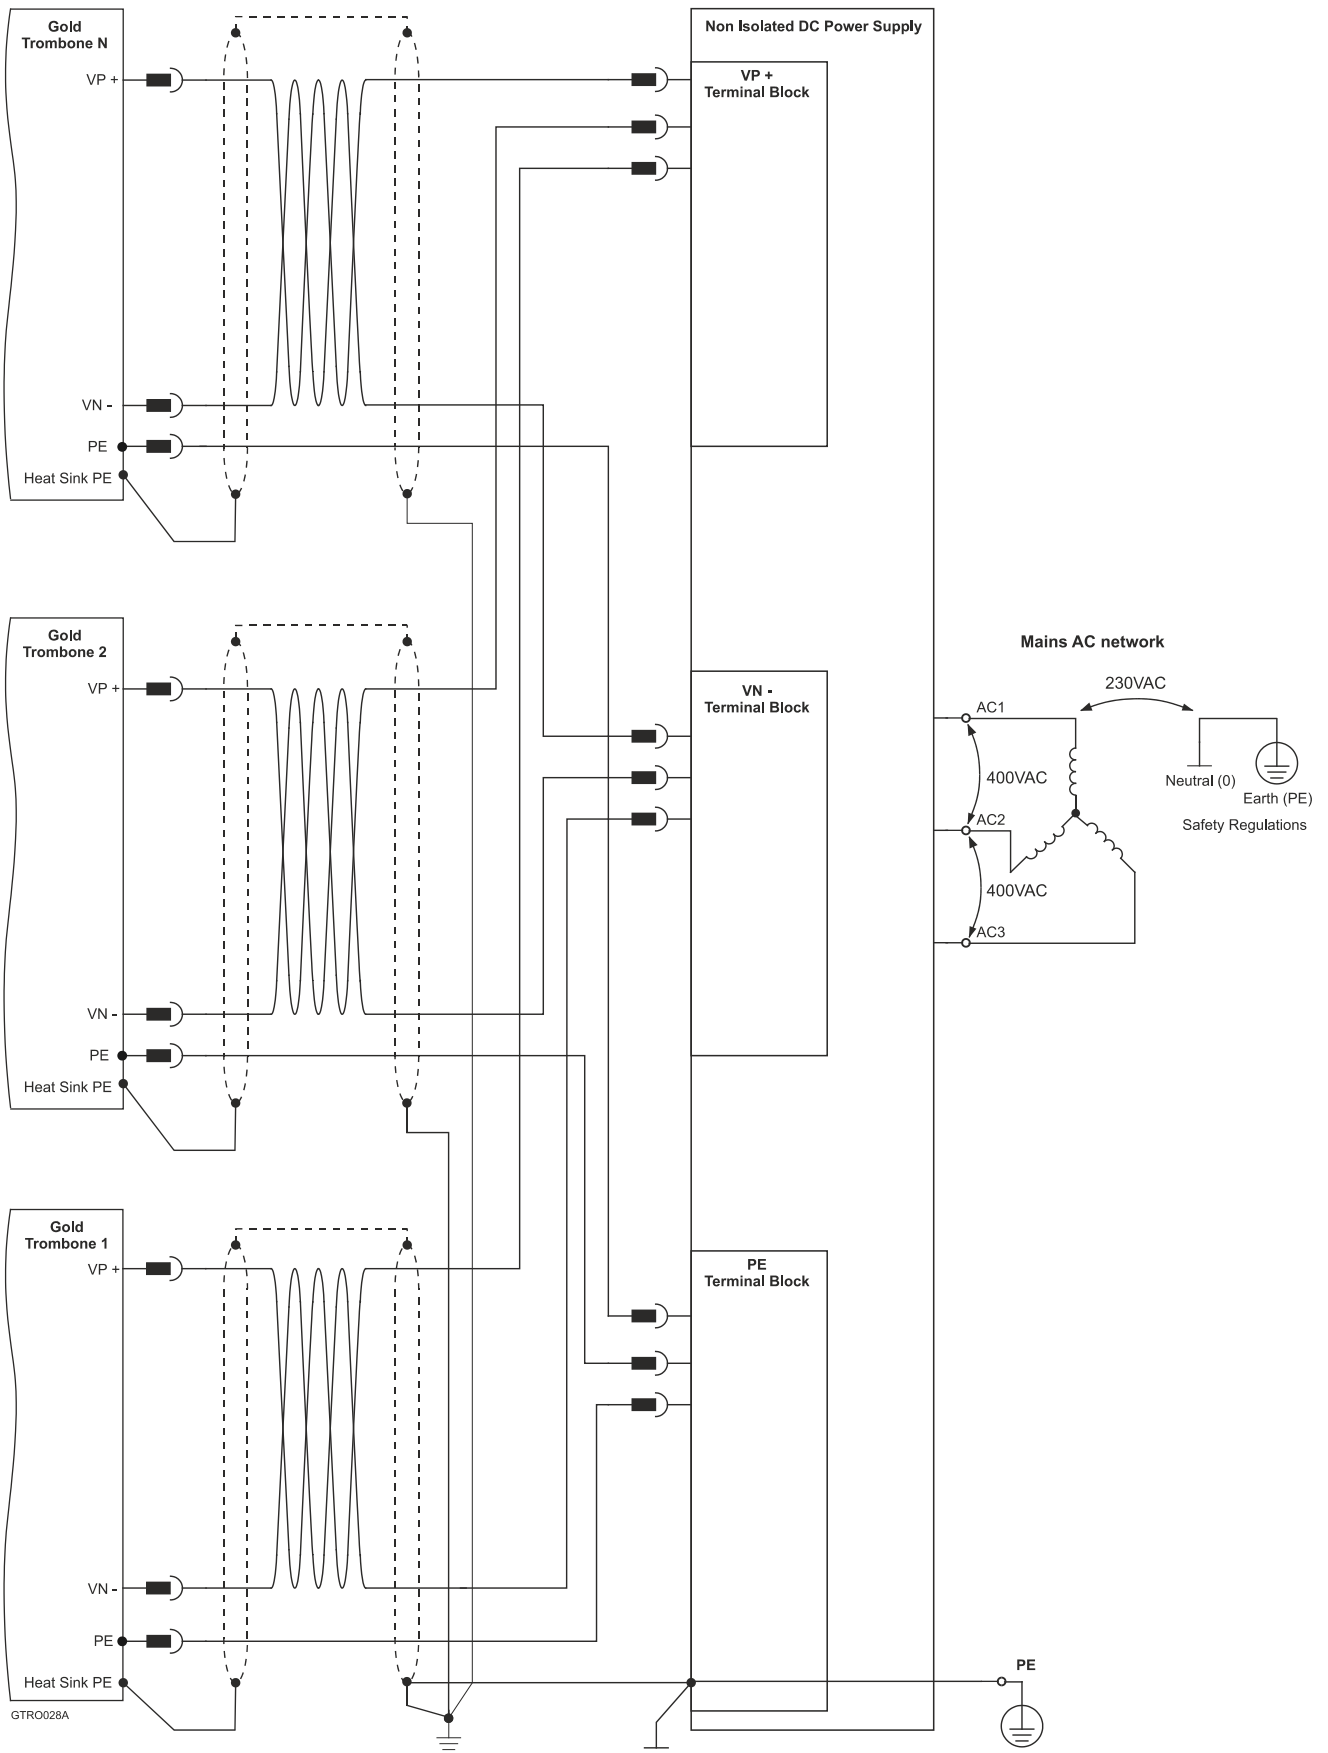 Gold
Trombone N
VP +
VN -
PE
Heat Sink PE
Non Isolated DC Power Supply
VP +
Terminal Block
Gold
Trombone 2
VP +
VN -
PE
Heat Sink PE
VN -
Terminal Block
Mains AC network
230VAC
AC1
400VAC
Neutral (0)
Earth (PE)
AC2
Safety Regulations
400VAC
AC3
Gold
Trombone 1
VP +
VN -
PE
Heat Sink PE
PE
Terminal Block
PE
GTRO028A